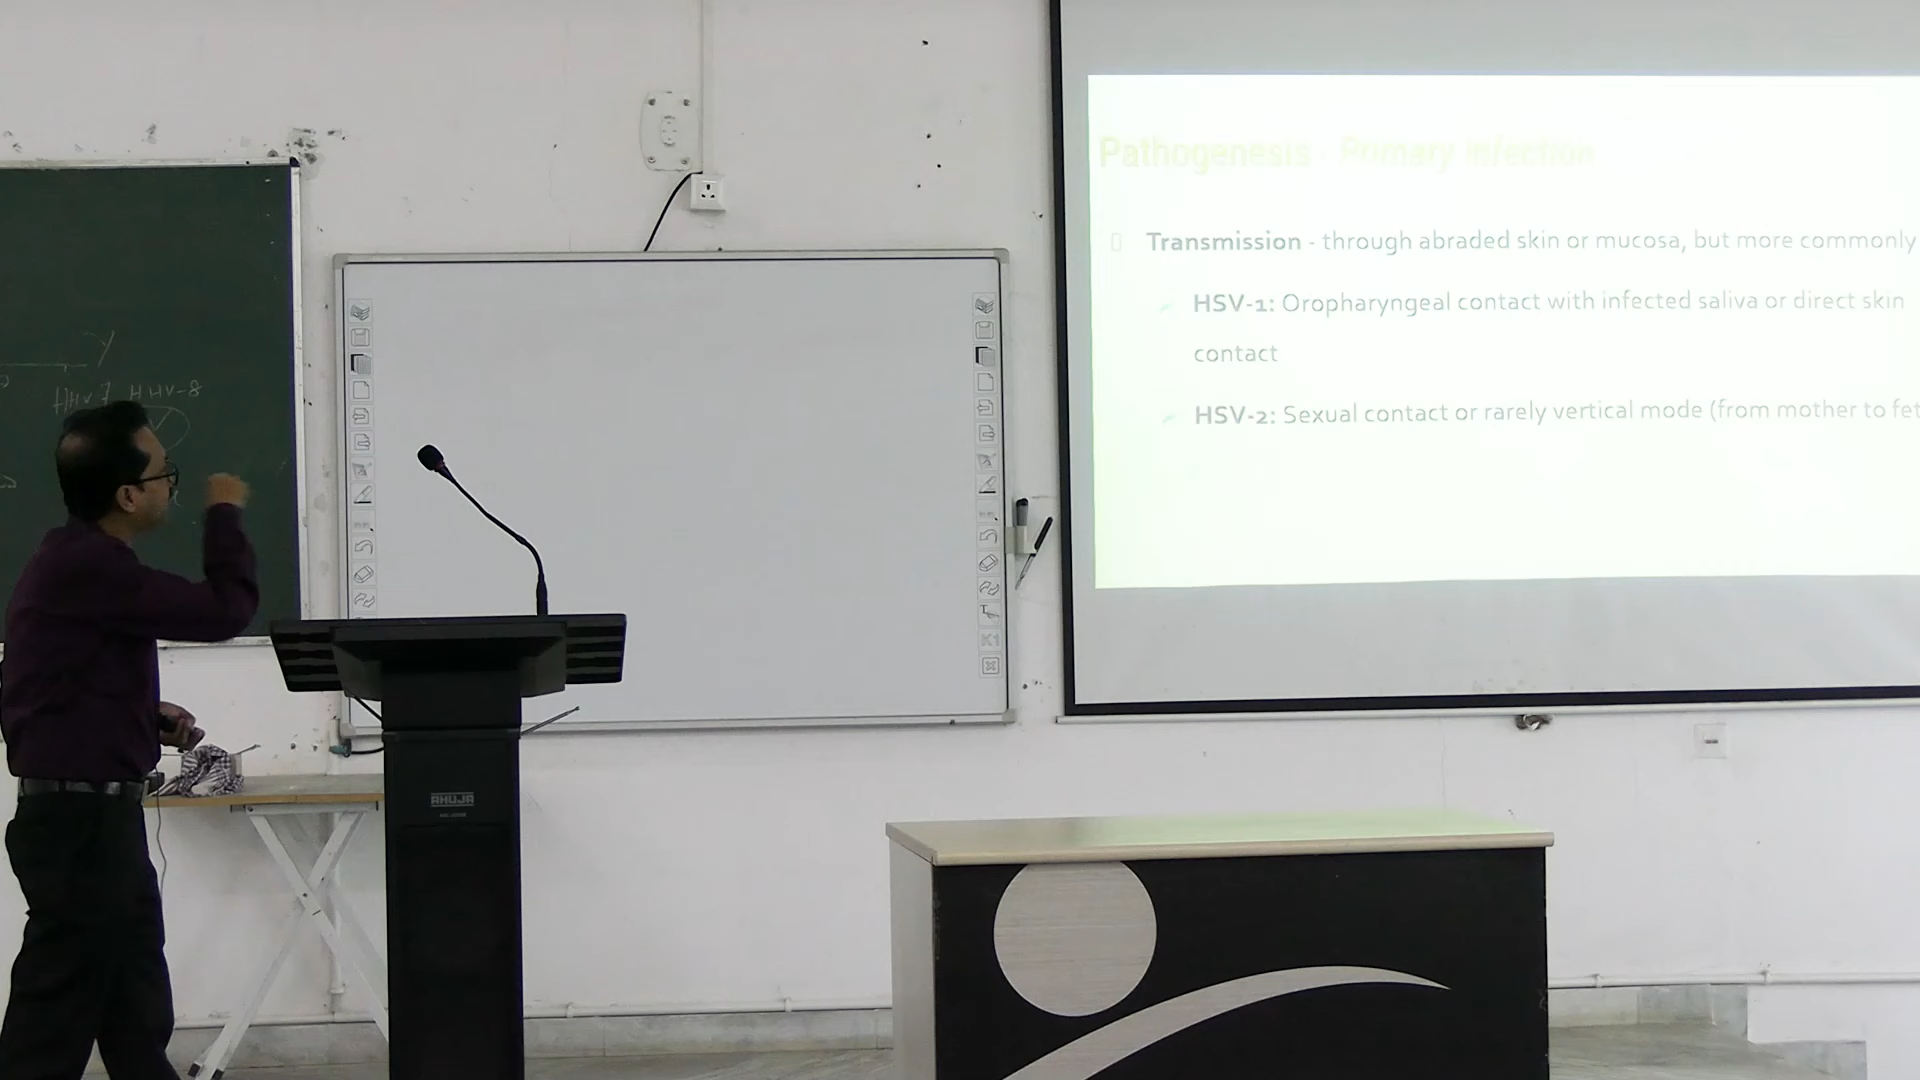 Y
HHV 7 HHV-8
Pathogenesis - Primary infection
Transmission - through abraded skin or mucosa, but more commonly
HSV-1: Oropharyngeal contact with infected saliva or direct skin
contact
HSV-2: Sexual contact or rarely vertical mode (from mother to fet
AHUJA
K1